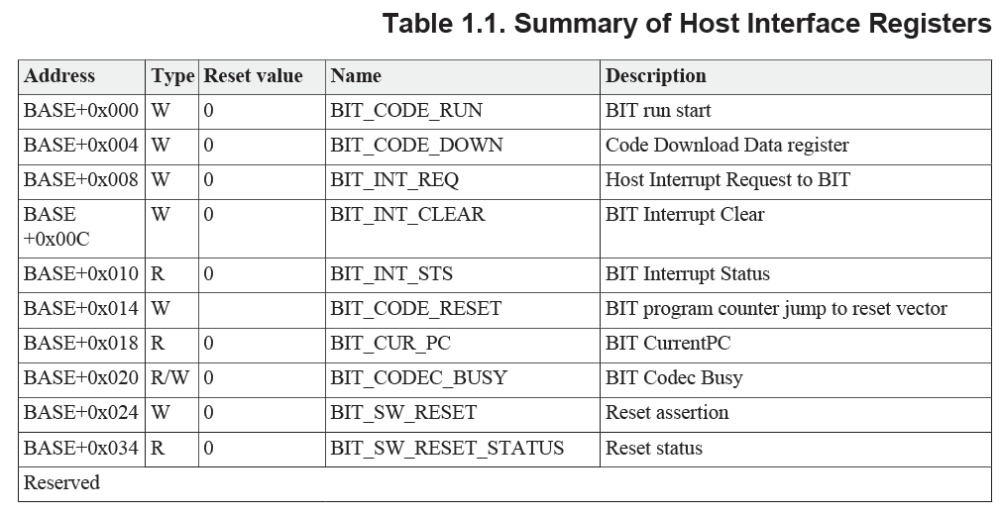 Table 1.1. Summary of Host Interface Registers
Address Type Reset value Name Description
BASE+0x000 W 0 BIT_CODE_RUN BIT run start
BASE+0x004 W 0 BIT_CODE_DOWN Code Download Data register
BASE+0x008 W 0 BIT_INT_REQ Host Interrupt Request to BIT
BASE W 0 BIT_INT_CLEAR BIT Interrupt Clear
+0x00C
BASE+0x010 R 0 BIT_INT_STS BIT Interrupt Status
BASE+0x014 W BIT_CODE_RESET BIT program counter jump to reset vector
BASE+0x018 R 0 BIT_CUR_PC BIT CurrentPC
BASE+0x020 R/W 0 BIT_CODEC_BUSY BIT Codec Busy
BASE+0x024 W 0 BIT_SW_RESET Reset assertion
BASE+0x034 R 0 BIT_SW_RESET_STATUS Reset status
Reserved